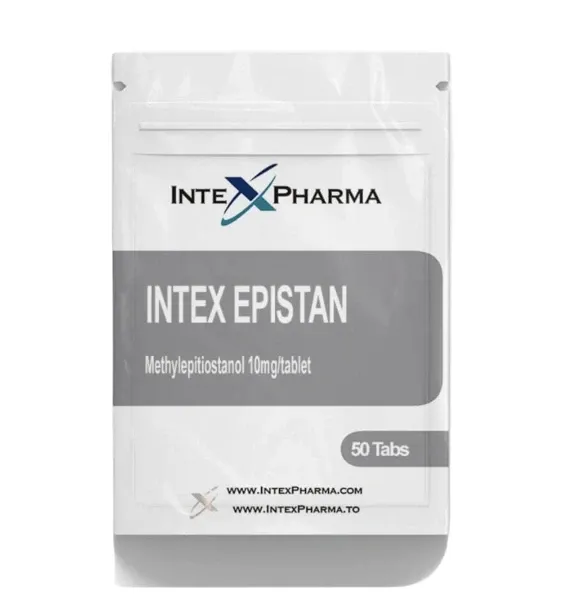 INTEXPHARMA
INTEX EPISTAN
Methylepitiostanol 10mg/tablet
50 Tabs
WWW.INTEXPHARMA.COM
WWW.INTEXPHARMA.TO